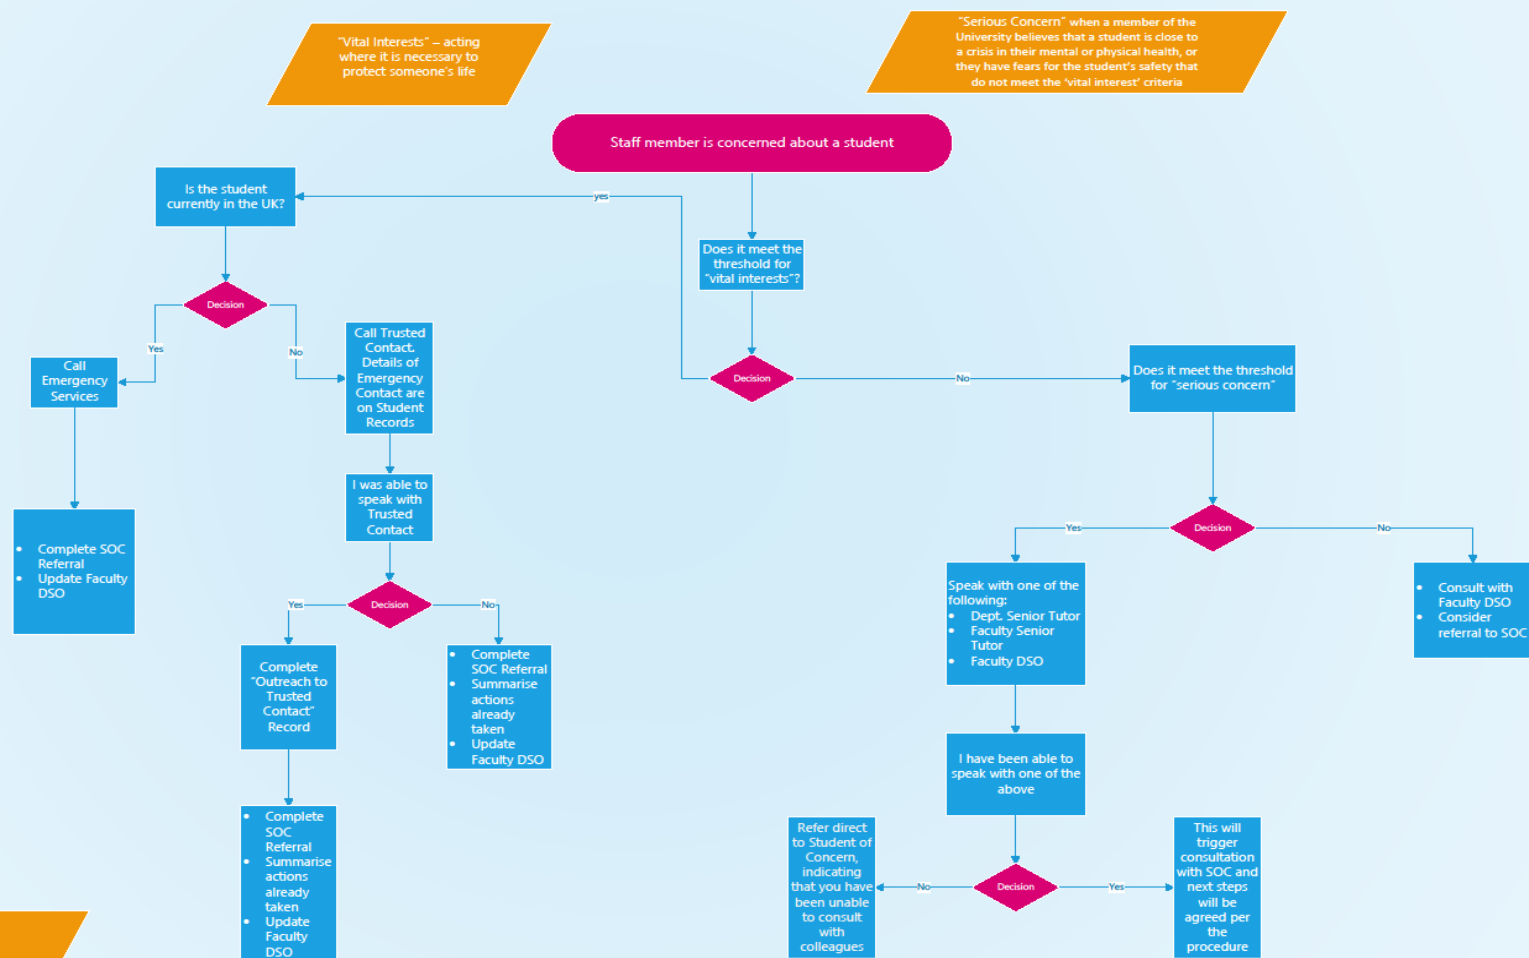 "Vital Interests" – acting
where it is necessary to
protect someone's life
"Serious Concern" when a member of the
University believes that a student is close to
a crisis in their mental or physical health, or
they have fears for the student's safety that
do not meet the 'vital interest' criteria
Staff member is concerned about a student
Is the student
currently in the UK?
yes
Does it meet the
threshold for
"vital interests"?
Decision
Yes
No
Call
Emergency
Services
Call Trusted
Contact.
Details of
Emergency
Contact are
on Student
Records
Decision
No
Does it meet the threshold
for "serious concern"
I was able to
speak with
Trusted
Contact
• Complete SOC
Referral
• Update Faculty
DSO
Decision
Yes
No
Decision
Yes
No
Speak with one of the
following:
• Dept. Senior Tutor
• Faculty Senior
Tutor
• Faculty DSO
• Consult with
Faculty DSO
• Consider
referral to SOC
Complete
"Outreach to
Trusted
Contact"
Record
• Complete
SOC Referral
• Summarise
actions
already
taken
• Update
Faculty DSO
I have been able to
speak with one of the
above
• Complete
SOC
Referral
• Summarise
actions
already
taken
• Update
Faculty
DSO
Refer direct
to Student of
Concern,
indicating
that you have
been unable
to consult
with
colleagues
No
Decision
Yes
This will
trigger
consultation
with SOC and
next steps
will be
agreed per
the
procedure